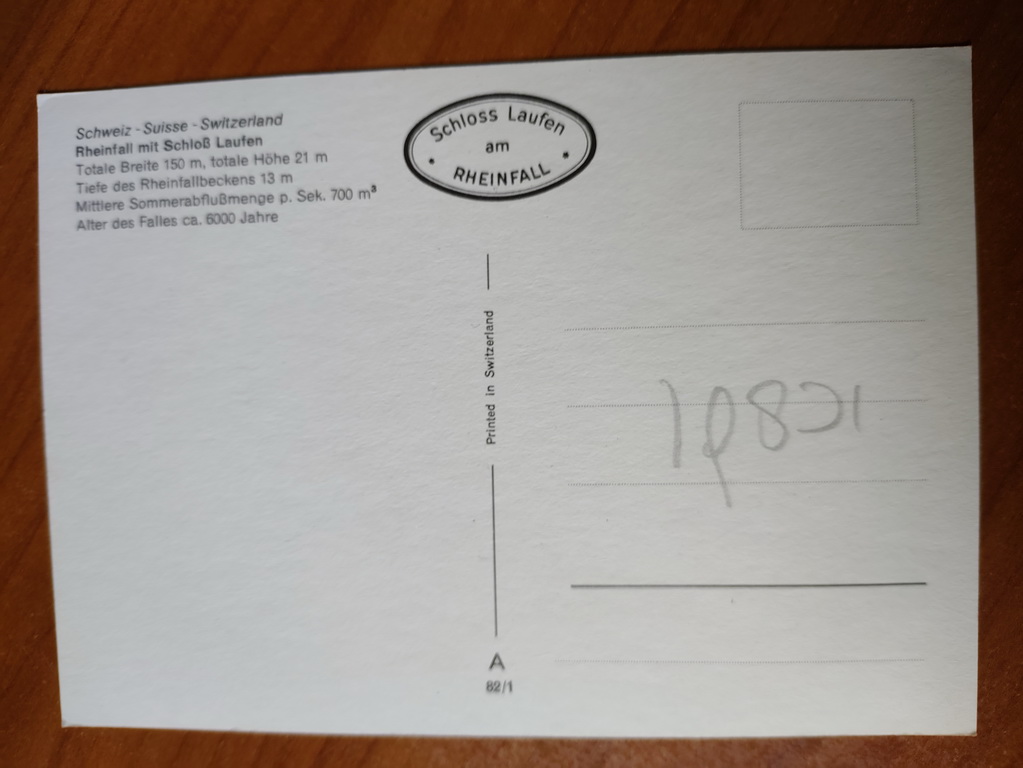 Schweiz - Suisse - Switzerland
Rheinfall mit Schloß Laufen
Totale Breite 150 m, totale Höhe 21 m
Tiefe des Rheinfallbeckens 13 m
Mittlere Sommerabflußmenge p. Sek. 700 m³
Alter des Falles ca. 6000 Jahre
Schloss Laufen
am
RHEINFALL
Printed in Switzerland
A
82/1